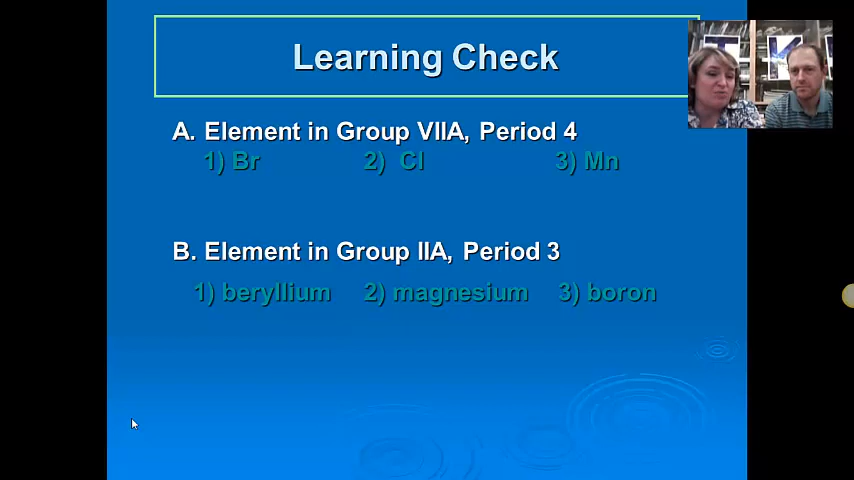 Learning Check
A. Element in Group VIIA, Period 4
1) Br 2) Cl 3) Mn
B. Element in Group IIA, Period 3
1) beryllium 2) magnesium 3) boron